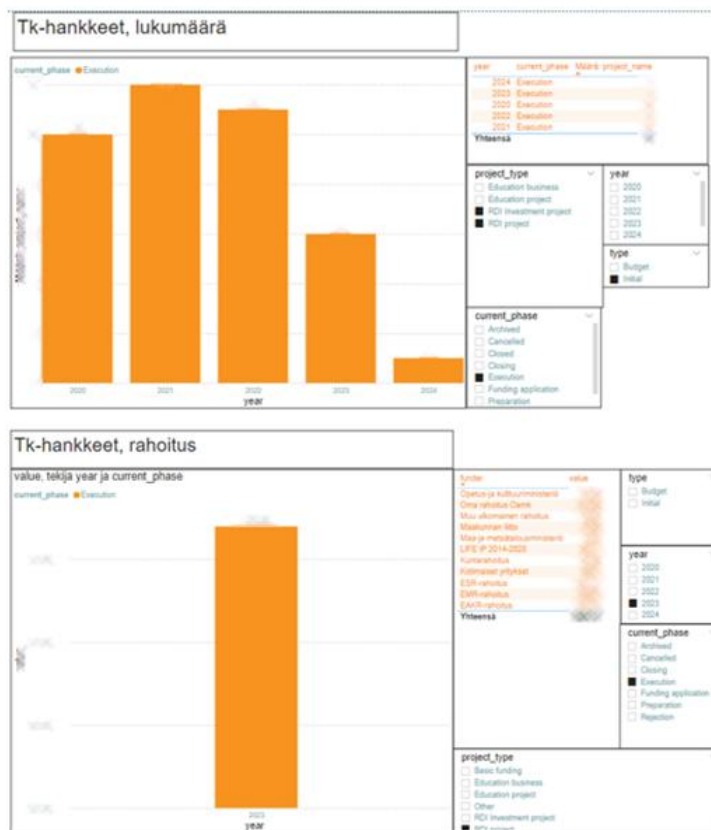 Tk-hankkeet, lukumäärä
current_phase Execution
2020 2021 2022 2023 2024
year
year current_phase Määrä: project_name
2024 Execution
2023 Execution
2020 Execution
2022 Execution
2021 Execution
Yhteensä
project_type
Education business
Education project
RDI Investment project
RDI project
year
2020
2021
2022
2023
2024
type
Budget
Initial
current_phase
Archived
Cancelled
Closed
Closing
Execution
Funding application
Preparation
Tk-hankkeet, rahoitus
value, tekijä year ja current_phase
current_phase Execution
2023
year
funder value
Opetus-ja kulttuuriministeriö
Oma rahoitus Oamk
Muu ulkomainen rahoitus
Maakunnan liitto
Maa-ja metsätalousministeriö
LIFE IP 2014-2020
Kuntarahoitus
Kotimaiset yritykset
ESR-rahoitus
EMR-rahoitus
EAKR-rahoitus
Yhteensä
type
Budget
Initial
year
2020
2021
2022
2023
2024
current_phase
Archived
Cancelled
Closing
Execution
Funding application
Preparation
Rejection
project_type
Basic funding
Education business
Education project
Other
RDI Investment project
RDI project